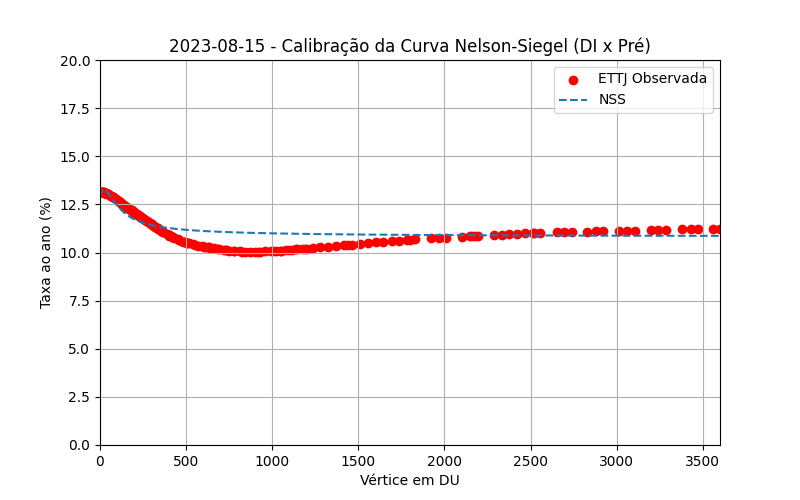 2023-08-15 - Calibração da Curva Nelson-Siegel (DI x Pré)
20.0
17.5
15.0
12.5
10.0
7.5
5.0
2.5
0.0
Taxa ao ano (%)
ETTJ Observada
NSS
0 500 1000 1500 2000 2500 3000 3500
Vértice em DU